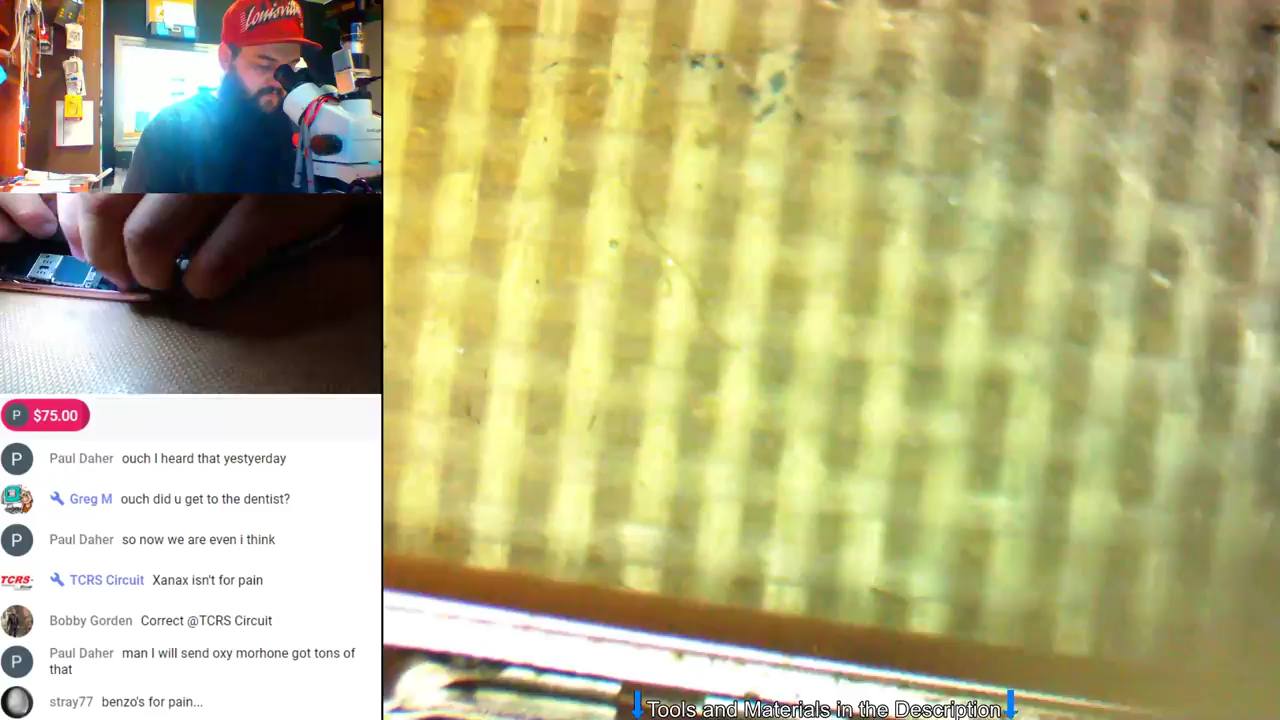 Louisville
P $75.00
P Paul Daher ouch I heard that yestyerday
Greg M ouch did u get to the dentist?
P Paul Daher so now we are even i think
TCRS- TCRS Circuit Xanax isn't for pain
Bobby Gorden Correct @TCRS Circuit
P Paul Daher man I will send oxy morhone got tons of
that
stray77 benzo's for pain...
Tools and Materials in the Description